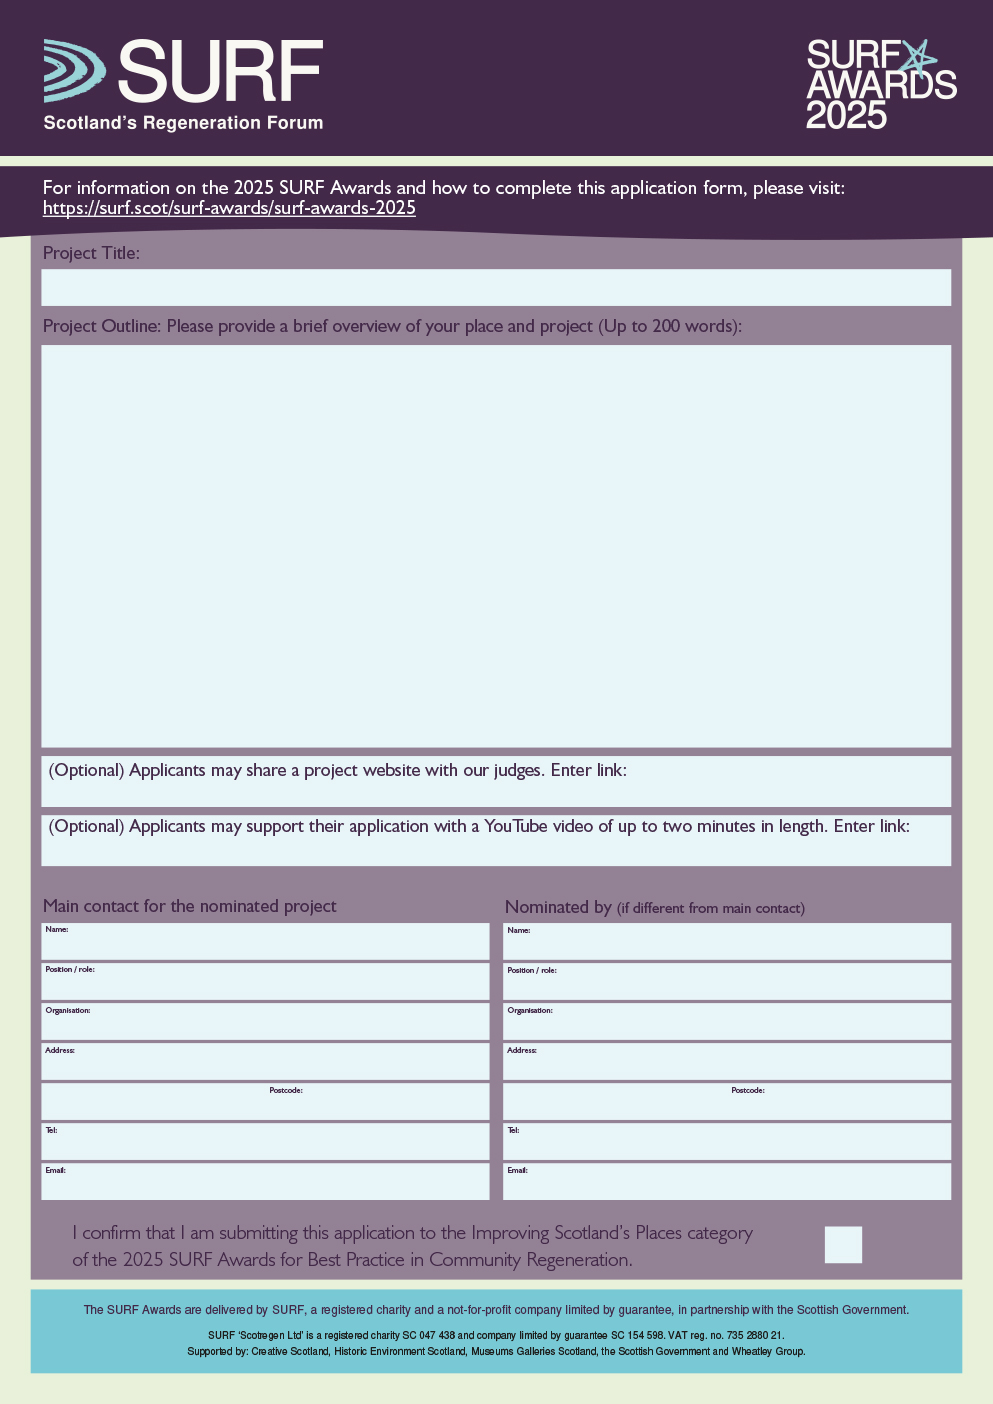 SURF
Scotland's Regeneration Forum
SURF
AWARDS
2025
For information on the 2025 SURF Awards and how to complete this application form, please visit:
https://surf.scot/surf-awards/surf-awards-2025
Project Title:
Project Outline: Please provide a brief overview of your place and project (Up to 200 words):
(Optional) Applicants may share a project website with our judges. Enter link:
(Optional) Applicants may support their application with a YouTube video of up to two minutes in length. Enter link:
Main contact for the nominated project
Name:
Position / role:
Organisation:
Address:
Postcode:
Tel:
Email:
Nominated by (if different from main contact)
Name:
Position / role:
Organisation:
Address:
Postcode:
Tel:
Email:
I confirm that I am submitting this application to the Improving Scotland's Places category
of the 2025 SURF Awards for Best Practice in Community Regeneration.
The SURF Awards are delivered by SURF, a registered charity and a not-for-profit company limited by guarantee, in partnership with the Scottish Government.
SURF 'Scotregen Ltd' is a registered charity SC 047 438 and company limited by guarantee SC 154 598. VAT reg. no. 735 2880 21.
Supported by: Creative Scotland, Historic Environment Scotland, Museums Galleries Scotland, the Scottish Government and Wheatley Group.